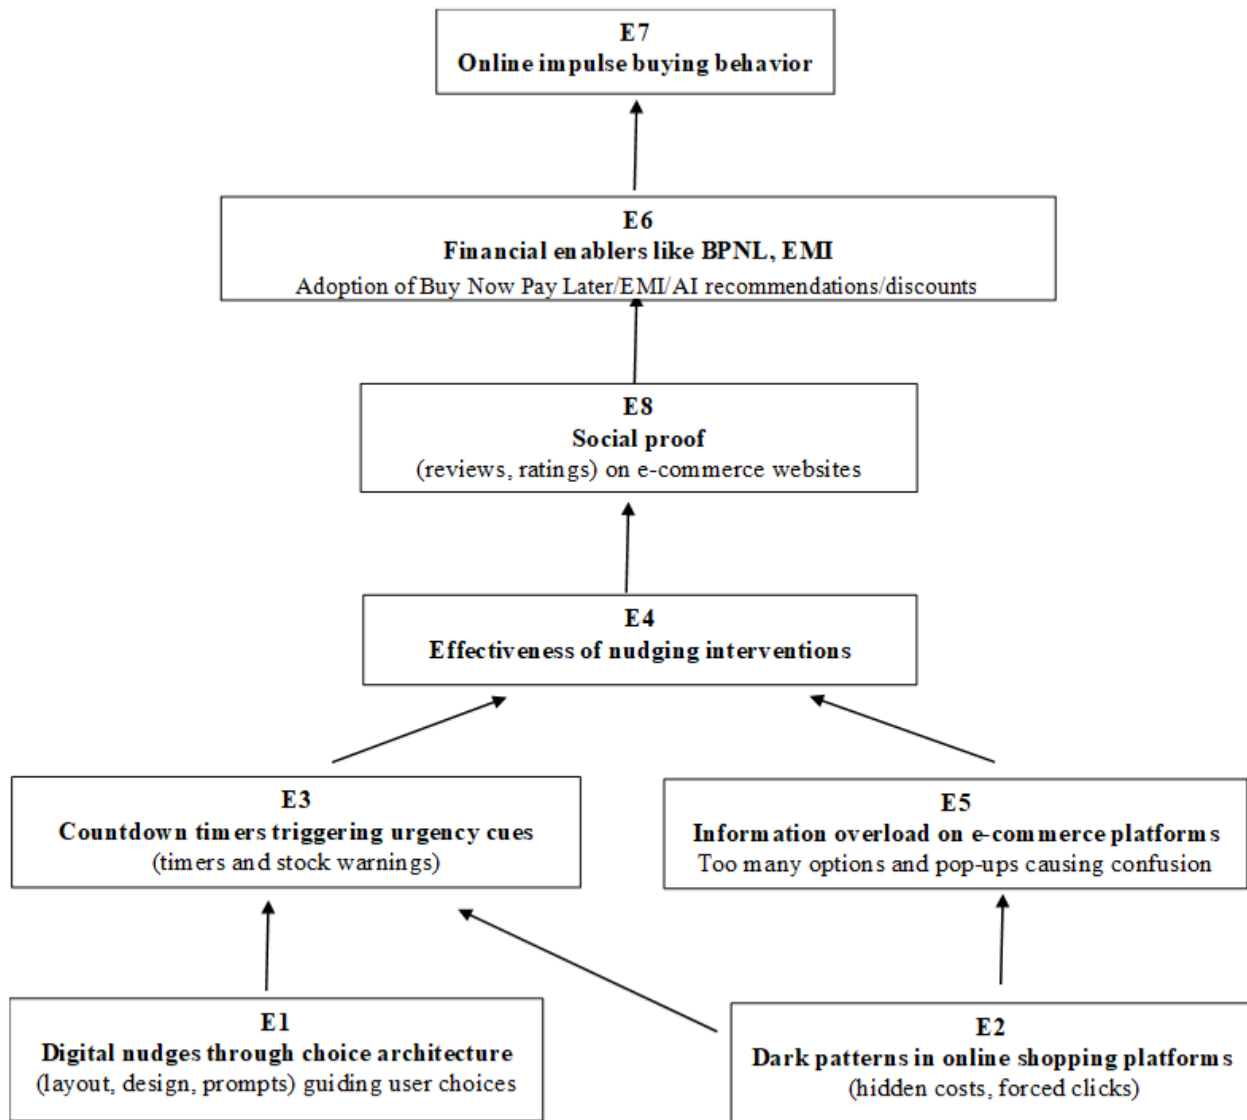 E7
Online impulse buying behavior
E6
Financial enablers like BPNL, EMI
Adoption of Buy Now Pay Later/EMI/AI recommendations/discounts
E8
Social proof
(reviews, ratings) on e-commerce websites
E4
Effectiveness of nudging interventions
E3
Countdown timers triggering urgency cues
(timers and stock warnings)
E5
Information overload on e-commerce platforms
Too many options and pop-ups causing confusion
E1
Digital nudges through choice architecture
(layout, design, prompts) guiding user choices
E2
Dark patterns in online shopping platforms
(hidden costs, forced clicks)